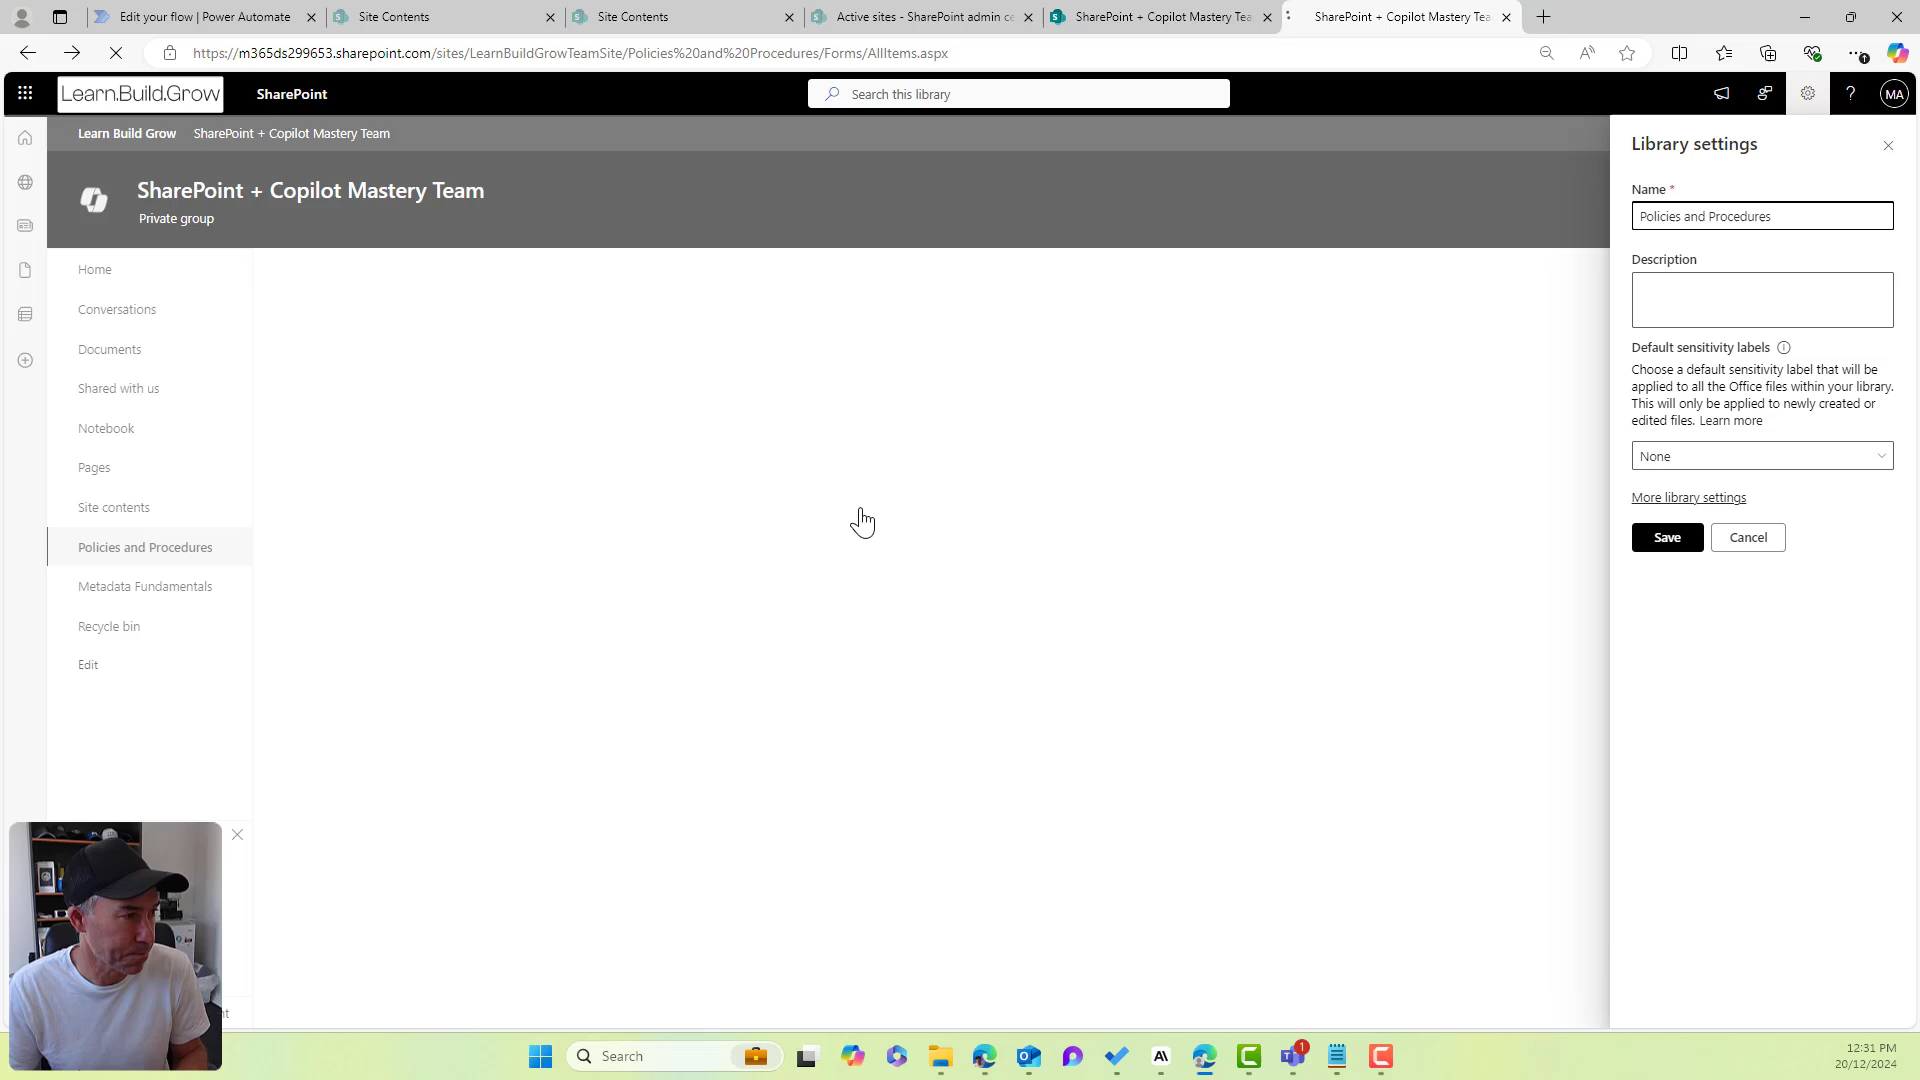 Edit your flow | Power Automate
Site Contents
Site Contents
Active sites - SharePoint admin ce
SharePoint + Copilot Mastery Tea
SharePoint + Copilot Mastery Tea
https://m365ds299653.sharepoint.com/sites/LearnBuildGrowTeamSite/Policies%20and%20Procedures/Forms/AllItems.aspx
Learn.Build.Grow
SharePoint
Search this library
MA
Learn Build Grow
SharePoint + Copilot Mastery Team
SharePoint + Copilot Mastery Team
Private group
Home
Conversations
Documents
Shared with us
Notebook
Pages
Site contents
Policies and Procedures
Metadata Fundamentals
Recycle bin
Edit
nt
Library settings
Name *
Policies and Procedures
Description
Default sensitivity labels
Choose a default sensitivity label that will be
applied to all the Office files within your library.
This will only be applied to newly created or
edited files. Learn more
None
More library settings
Save
Cancel
Search
1
12:31 PM
20/12/2024